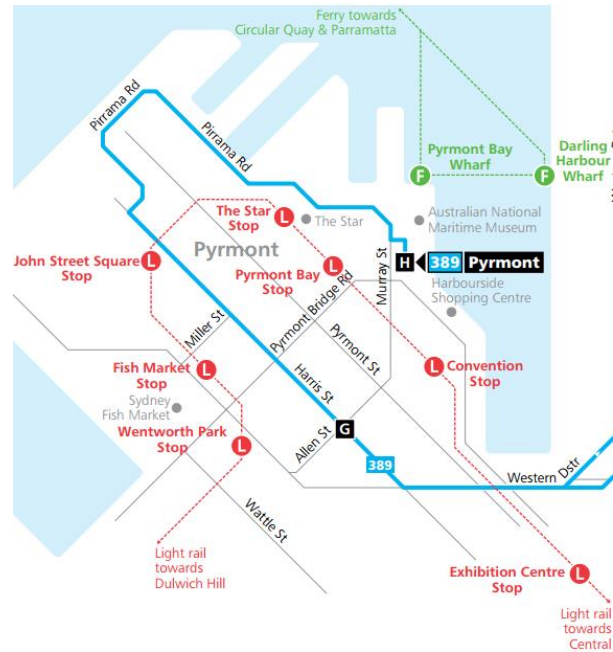 Ferry towards
Circular Quay & Parramatta
Pirrama Rd
Pirrama Rd
Pyrmont Bay
Wharf
Darling
Harbour
Wharf
F
F
The Star
Stop
L
The Star
Australian National
Maritime Museum
John Street Square
Stop
L
Pyrmont
Pyrmont Bay
Stop
L
Murray St
H
389 Pyrmont
Harbourside
Shopping Centre
Miller St
Pyrmont Bridge Rd
Pyrmont St
Fish Market
Stop
L
Convention
Stop
L
Harris St
Sydney
Fish Market
Wentworth Park
Stop
L
Allen St
G
389
Western Dstr
Wattle St
Light rail
towards
Dulwich Hill
Exhibition Centre
Stop
L
Light rail
towards
Central